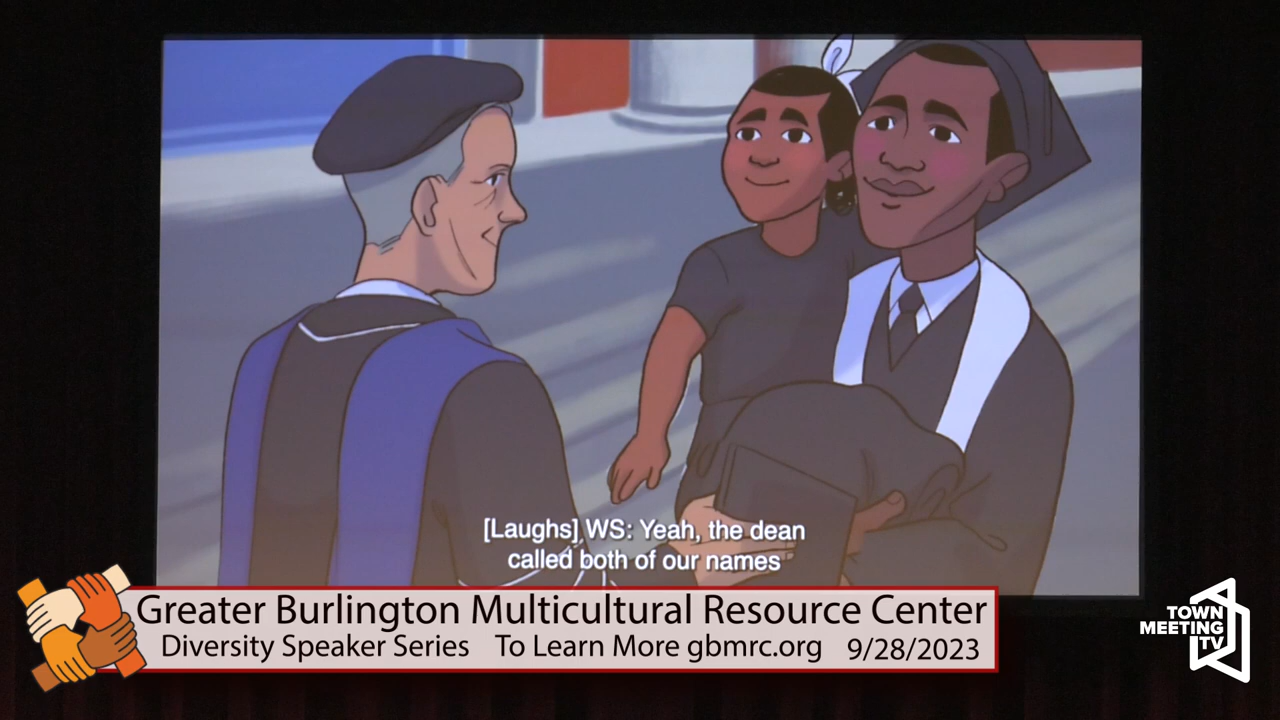 [Laughs] WS: Yeah, the dean
called both of our names
Greater Burlington Multicultural Resource Center
Diversity Speaker Series To Learn More gbmrc.org 9/28/2023
TOWN
MEETING
TV